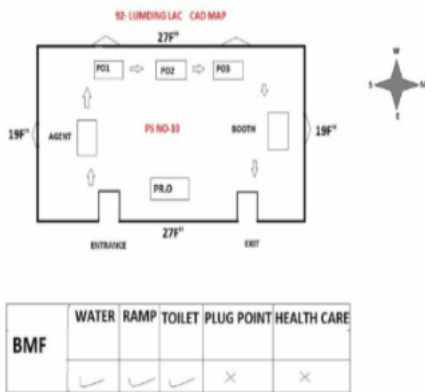 92- LUMDING LAC CAD MAP
27F"
W
PO1 PO2 PO3
S N
E
19F" AGENT PS NO-10 BOOTH 19F"
PR.O
27F"
ENTRANCE EXIT
BMF WATER RAMP TOILET PLUG POINT HEALTH CARE